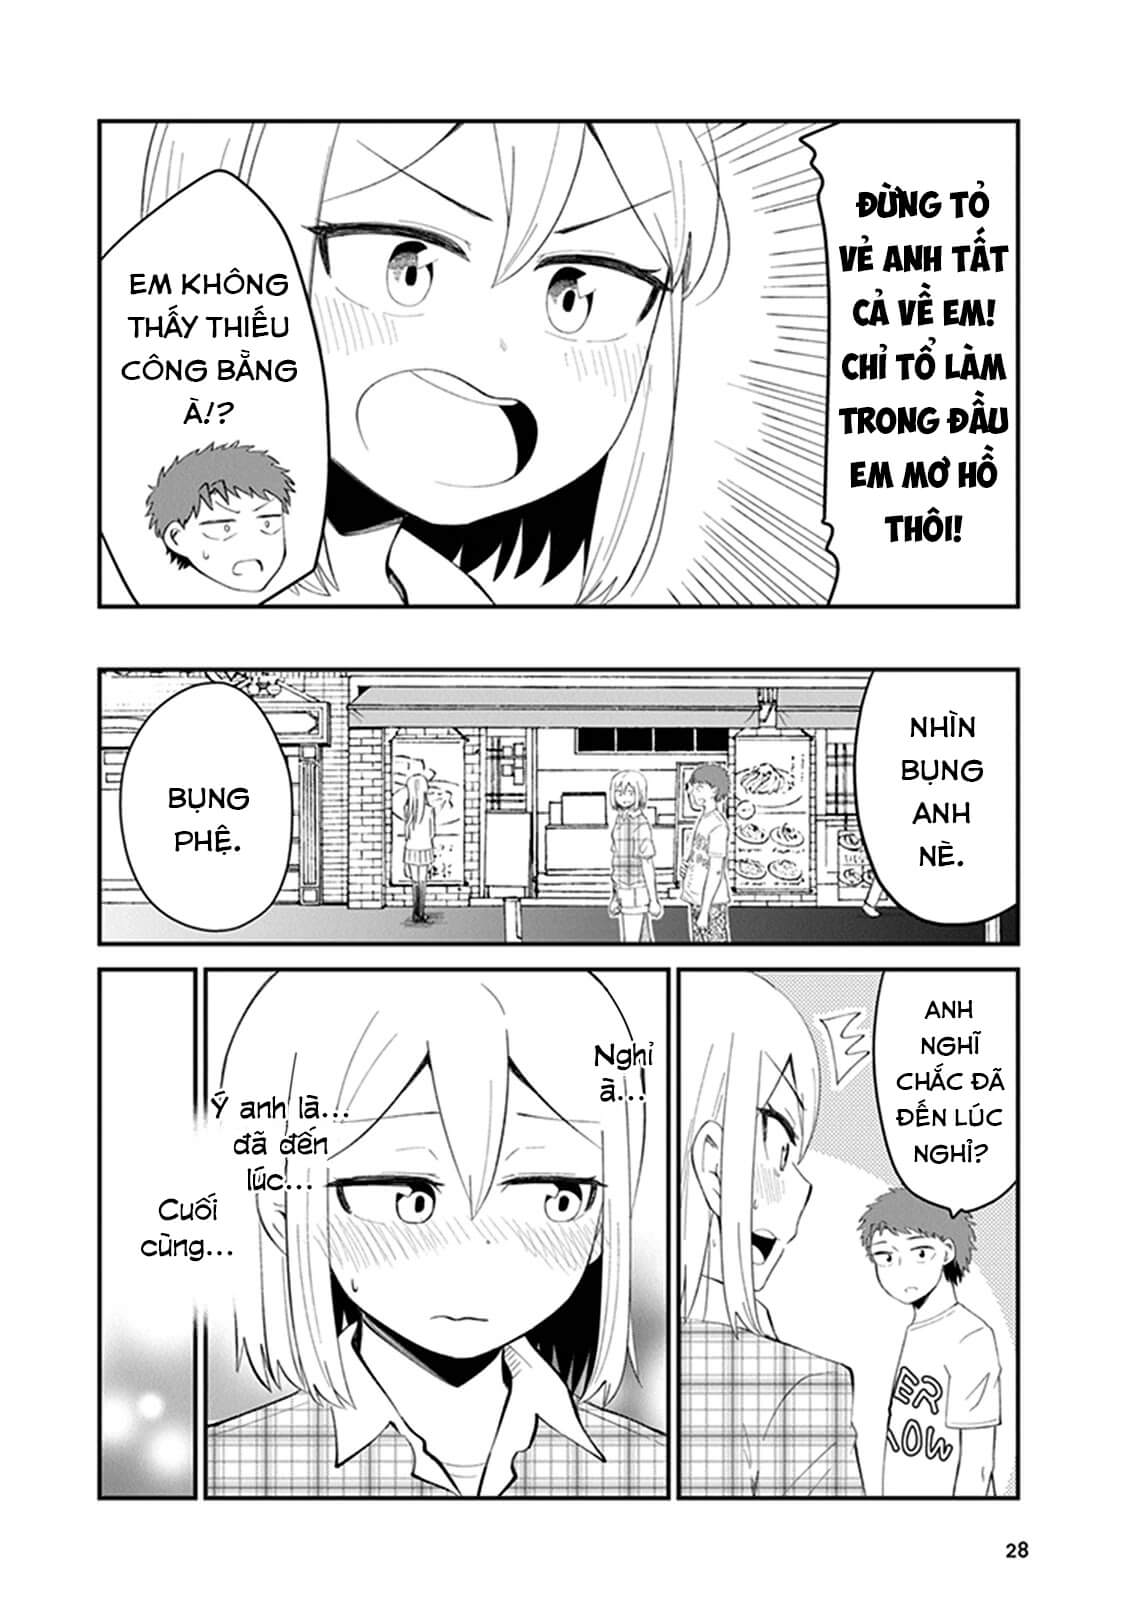 ĐỪNG TỎ
VẺ ANH TẤT
CẢ VỀ EM!
CHỈ TỔ LÀM
TRONG ĐẦU
EM MƠ HỒ
THÔI!
EM KHÔNG
THẤY THIẾU
CÔNG BẰNG
À!?
NHÌN
BỤNG
ANH
NÈ.
BỤNG
PHỆ.
ANH
NGHĨ
CHẮC ĐÃ
ĐẾN LÚC
NGHỈ?
ER
KOW
Nghỉ
à...
Ý anh là...
đã đến
lúc...
Cuối
cùng...
28